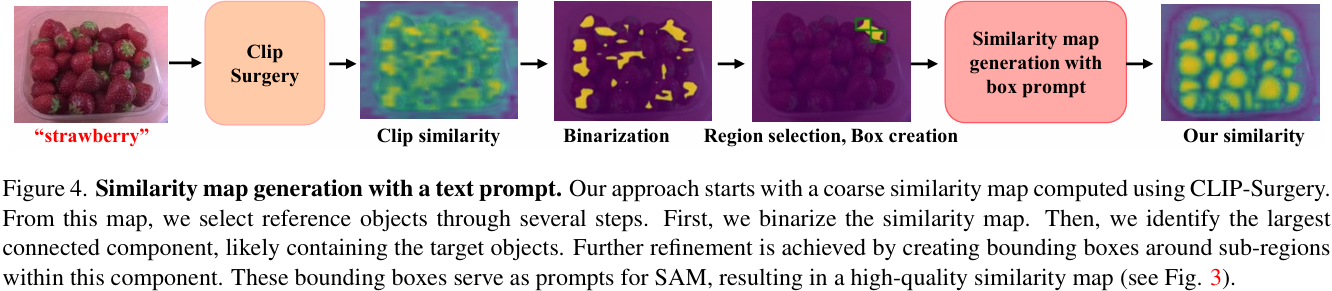 Clip
Surgery
Similarity map
generation with
box prompt
“strawberry”
Clip similarity
Binarization
Region selection, Box creation
Our similarity
Figure 4. Similarity map generation with a text prompt. Our approach starts with a coarse similarity map computed using CLIP-Surgery.
From this map, we select reference objects through several steps. First, we binarize the similarity map. Then, we identify the largest
connected component, likely containing the target objects. Further refinement is achieved by creating bounding boxes around sub-regions
within this component. These bounding boxes serve as prompts for SAM, resulting in a high-quality similarity map (see Fig. 3).